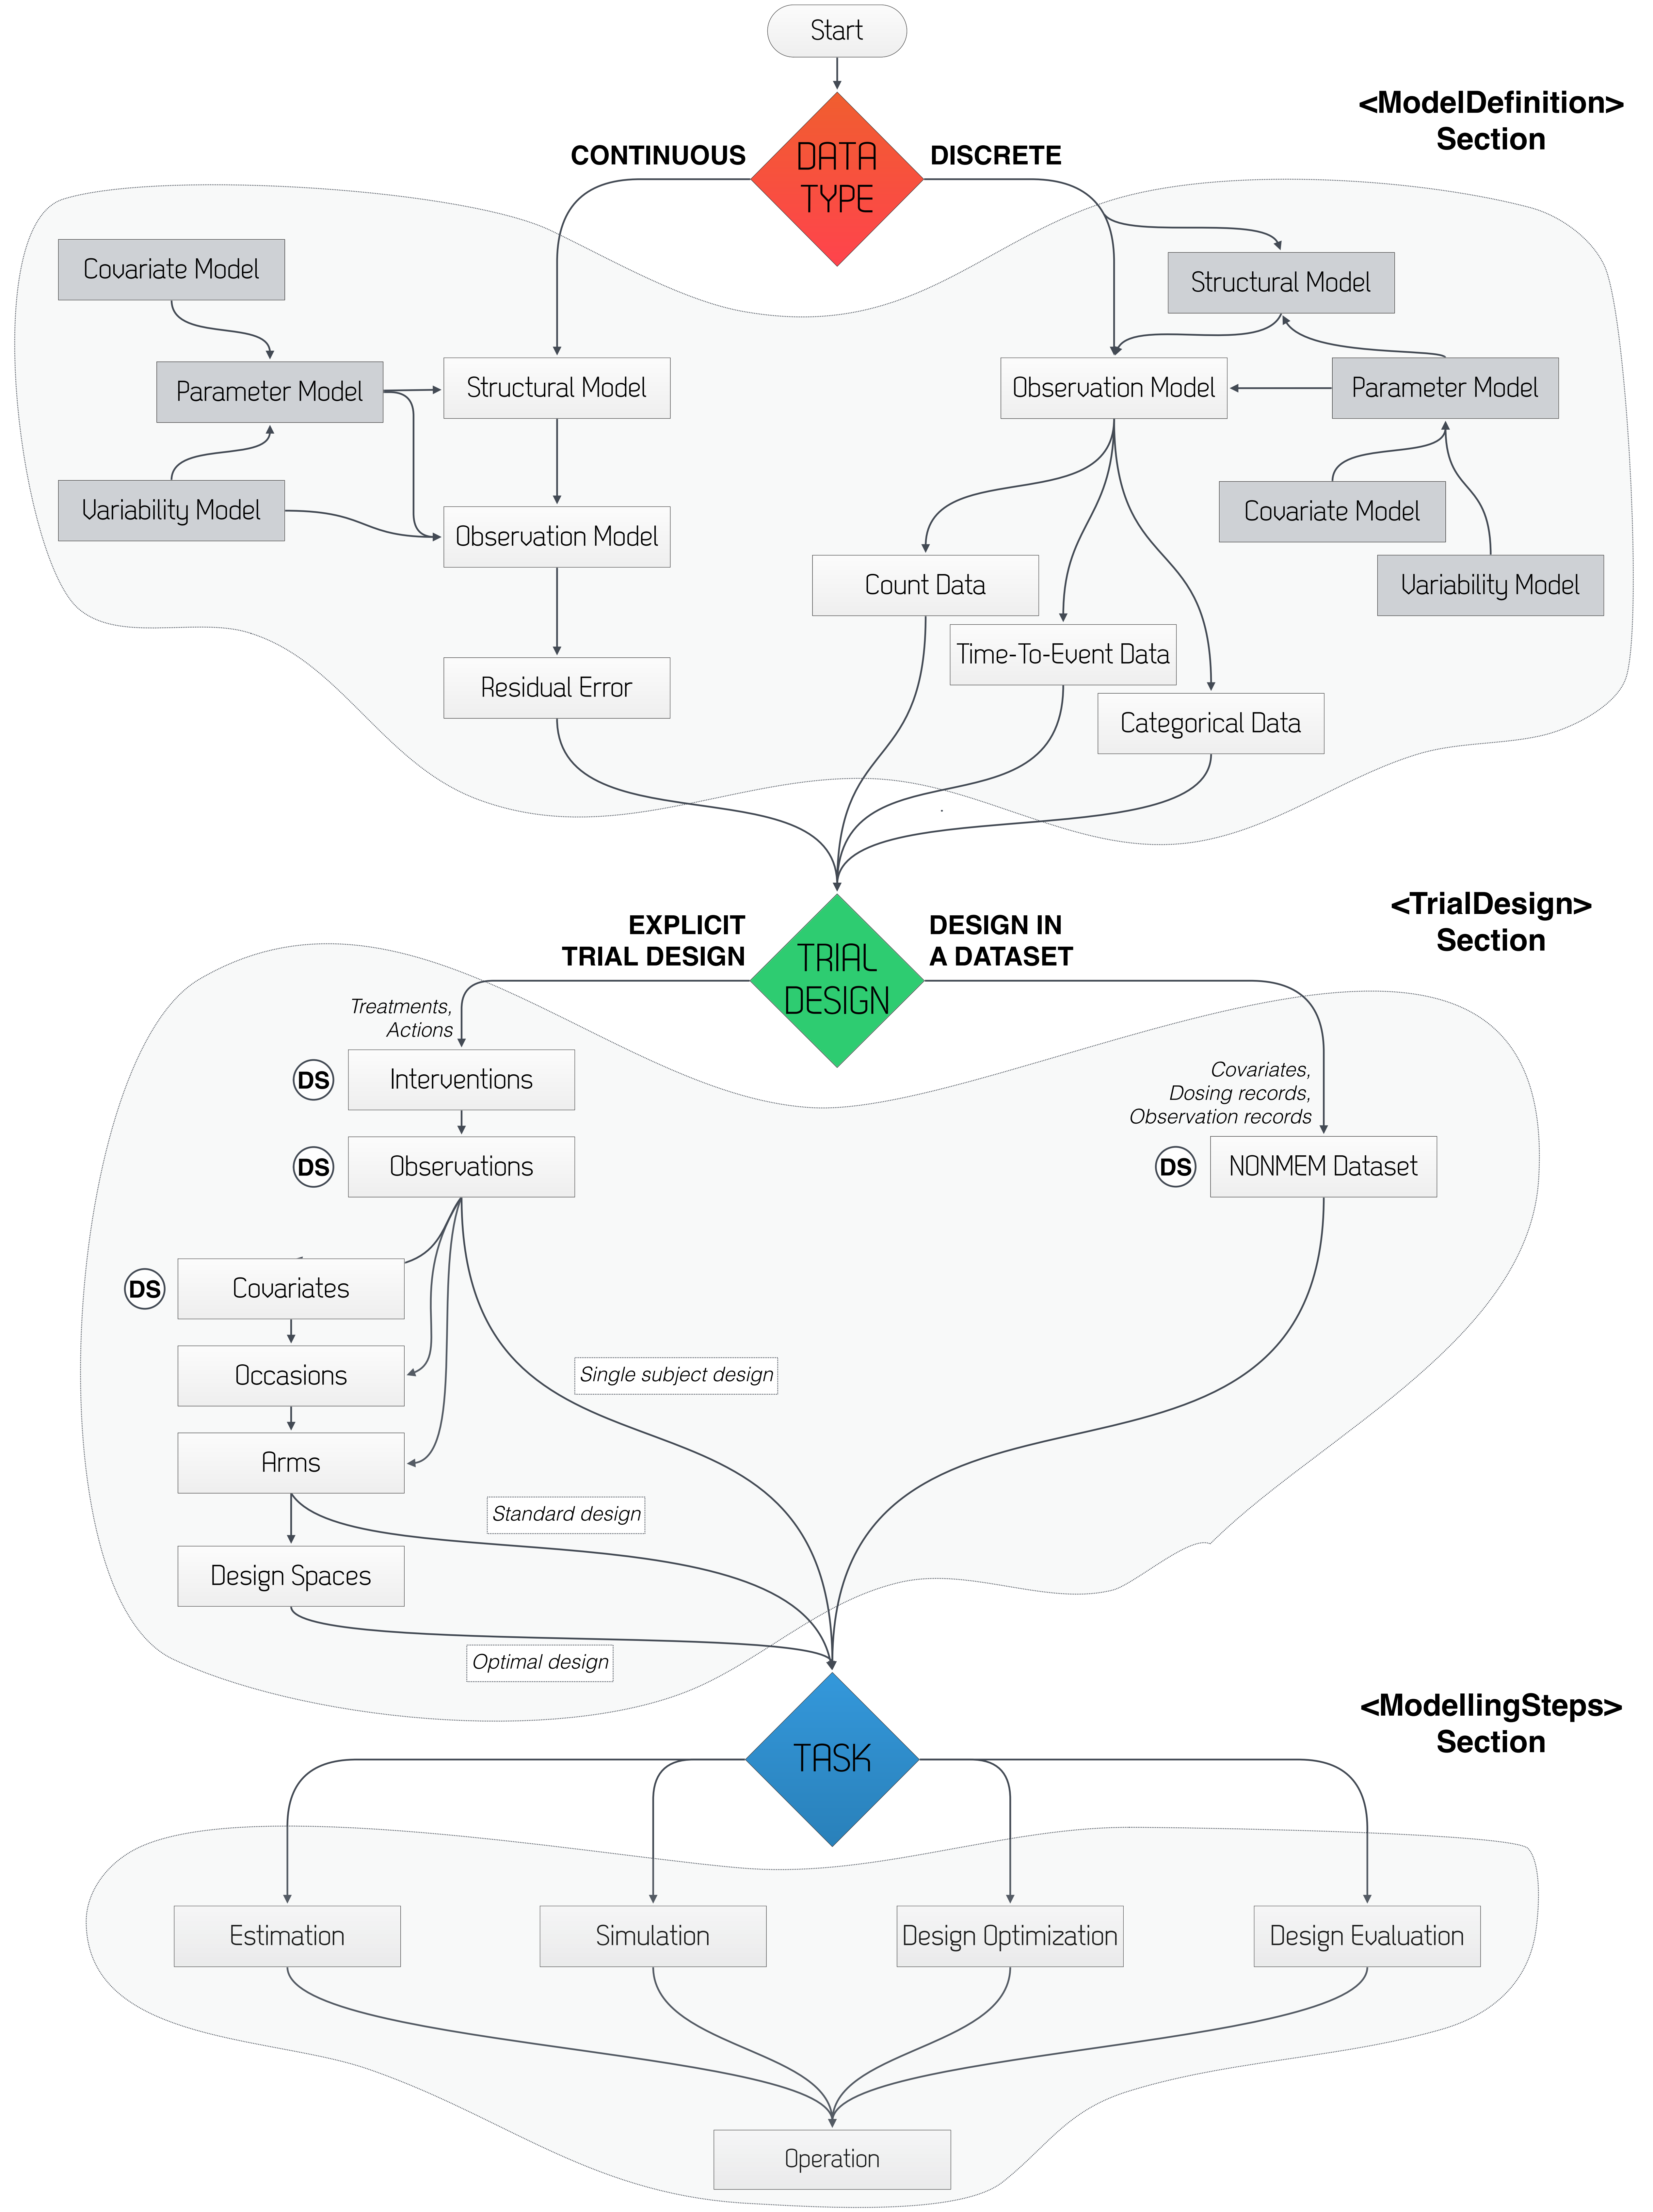 Start
<ModelDefinition>
Section
CONTINUOUS
DATA
TYPE
DISCRETE
Covariate Model
Structural Model
Parameter Model
Structural Model
Observation Model
Parameter Model
Variability Model
Observation Model
Covariate Model
Count Data
Variability Model
Time-To-Event Data
Residual Error
Categorical Data
<TrialDesign>
Section
EXPLICIT
TRIAL DESIGN
TRIAL
DESIGN
DESIGN IN
A DATASET
Treatments,
Actions
DS
Interventions
Covariates,
Dosing records,
Observation records
DS
Observations
DS
NONMEM Dataset
DS
Covariates
Occasions
Single subject design
Arms
Standard design
Design Spaces
Optimal design
<ModellingSteps>
Section
TASK
Estimation
Simulation
Design Optimization
Design Evaluation
Operation